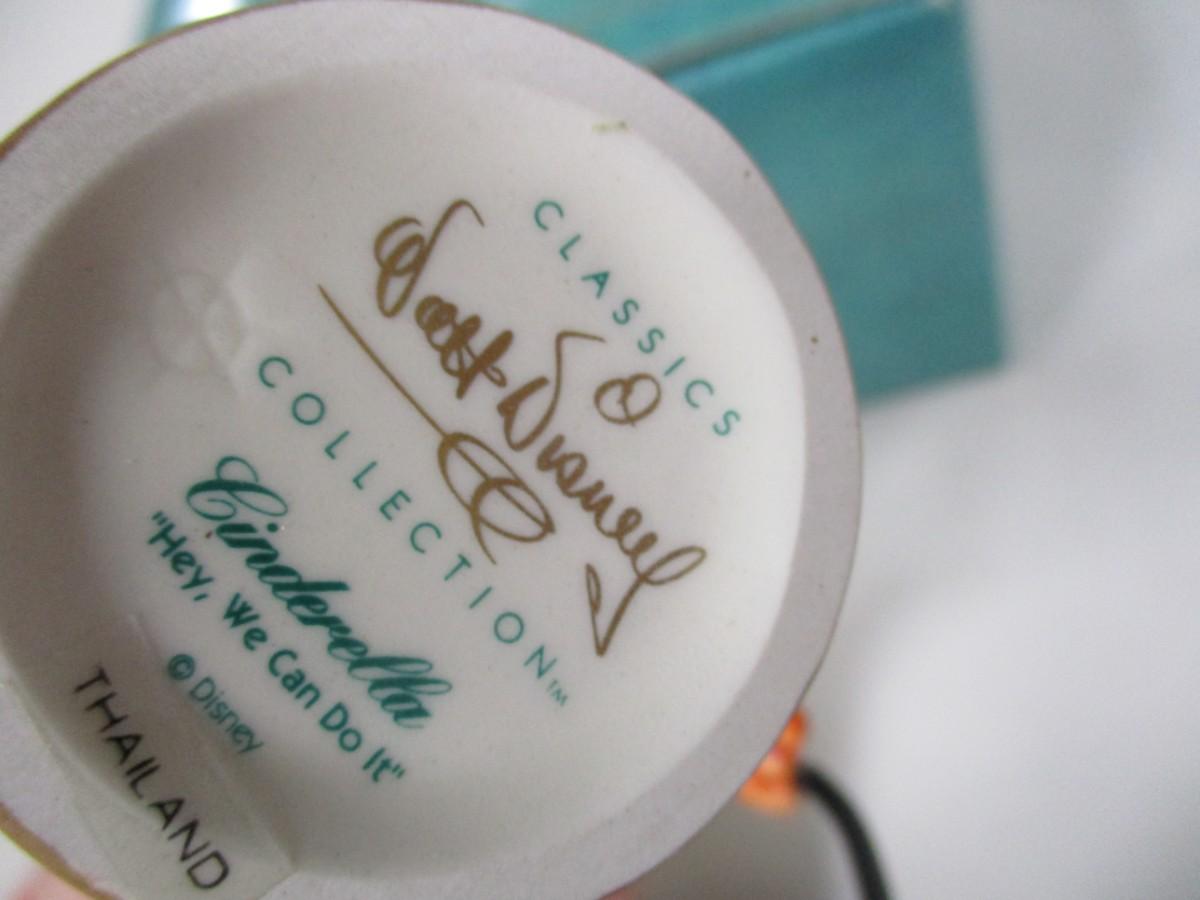 CLASSICS
Walt Disney
COLLECTION™
Cinderella
"Hey, We Can Do It"
© Disney
THAILAND